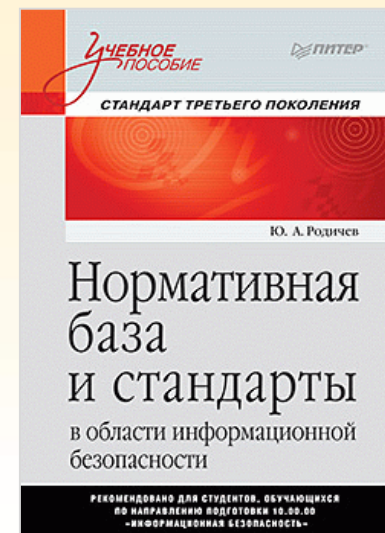 УЧЕБНОЕ
ПОСОБИЕ
ПИТЕР®
СТАНДАРТ ТРЕТЬЕГО ПОКОЛЕНИЯ
Ю. А. Родичев
Нормативная
база
и стандарты
в области информационной
безопасности
РЕКОМЕНДОВАНО ДЛЯ СТУДЕНТОВ, ОБУЧАЮЩИХСЯ
ПО НАПРАВЛЕНИЮ ПОДГОТОВКИ 10.00.00
«ИНФОРМАЦИОННАЯ БЕЗОПАСНОСТЬ»